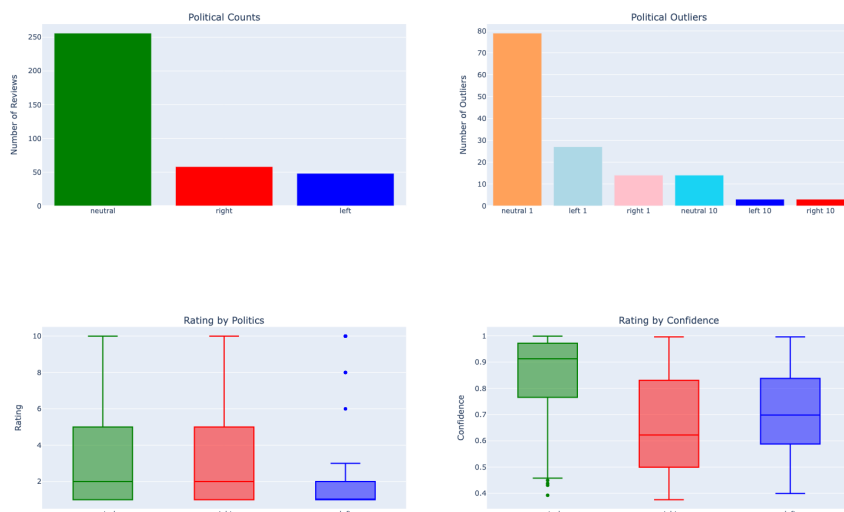 Political Counts
Number of Reviews
250
200
150
100
50
0
neutral
right
left
Political Outliers
Number of Outliers
80
70
60
50
40
30
20
10
0
neutral 1
left 1
right 1
neutral 10
left 10
right 10
Rating by Politics
Rating
10
8
6
4
2
Rating by Confidence
Confidence
1
0.9
0.8
0.7
0.6
0.5
0.4